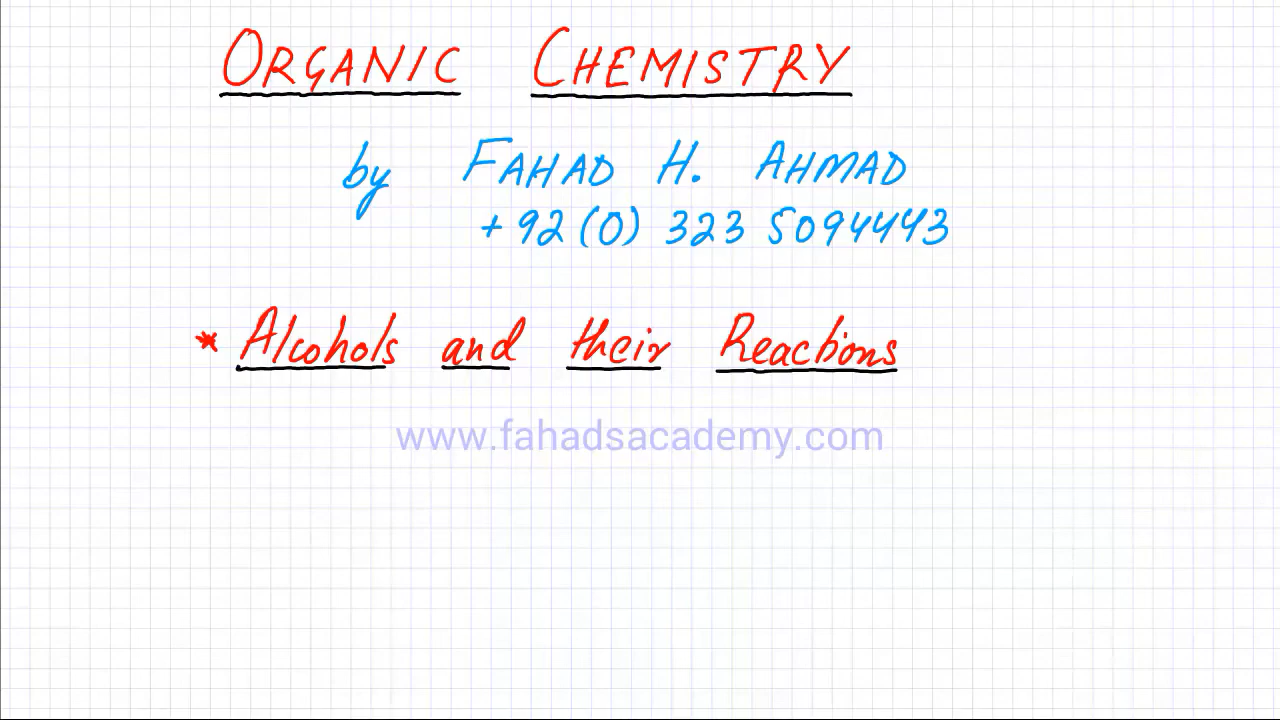 ORGANIC CHEMISTRY
by FAHAD H. AHMAD
+92(0) 323 5094443
* Alcohols and their Reactions
www.fahadsacademy.com